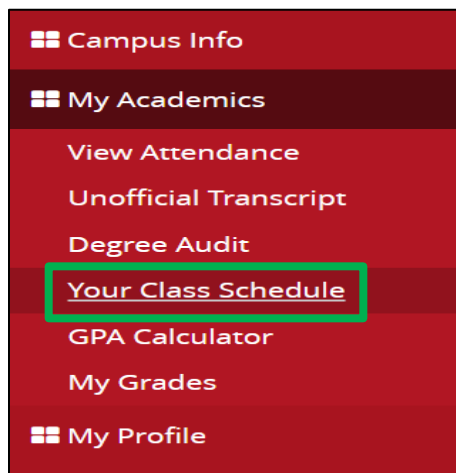 Campus Info
My Academics
View Attendance
Unofficial Transcript
Degree Audit
Your Class Schedule
GPA Calculator
My Grades
My Profile